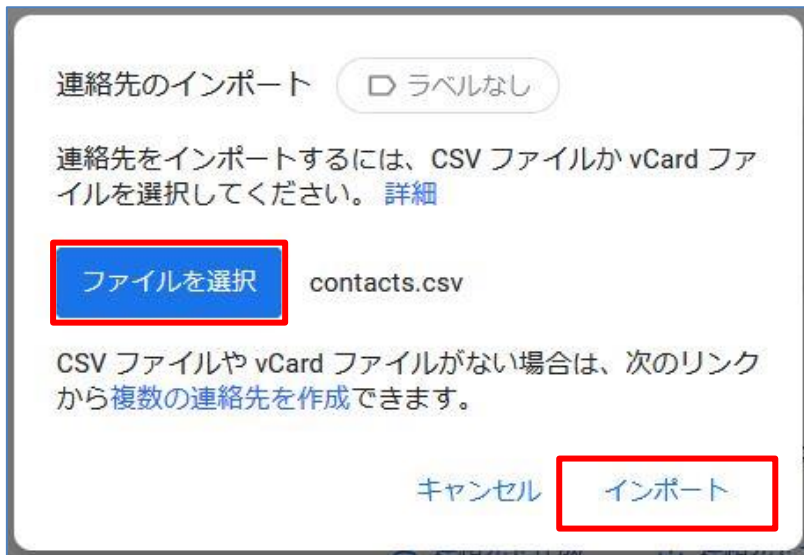 連絡先のインポート ラベルなし
連絡先をインポートするには、CSV ファイルか vCard ファ
イルを選択してください。 詳細
ファイルを選択 contacts.csv
CSV ファイルや vCard ファイルがない場合は、次のリンク
から複数の連絡先を作成できます。
キャンセル インポート